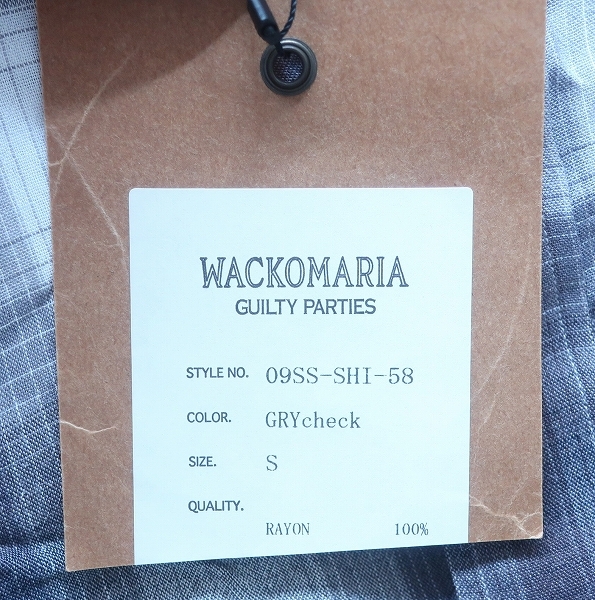 WACKOMARIA
GUILTY PARTIES
STYLE NO. 09SS-SHI-58
COLOR. GRYcheck
SIZE. S
QUALITY.
RAYON 100%